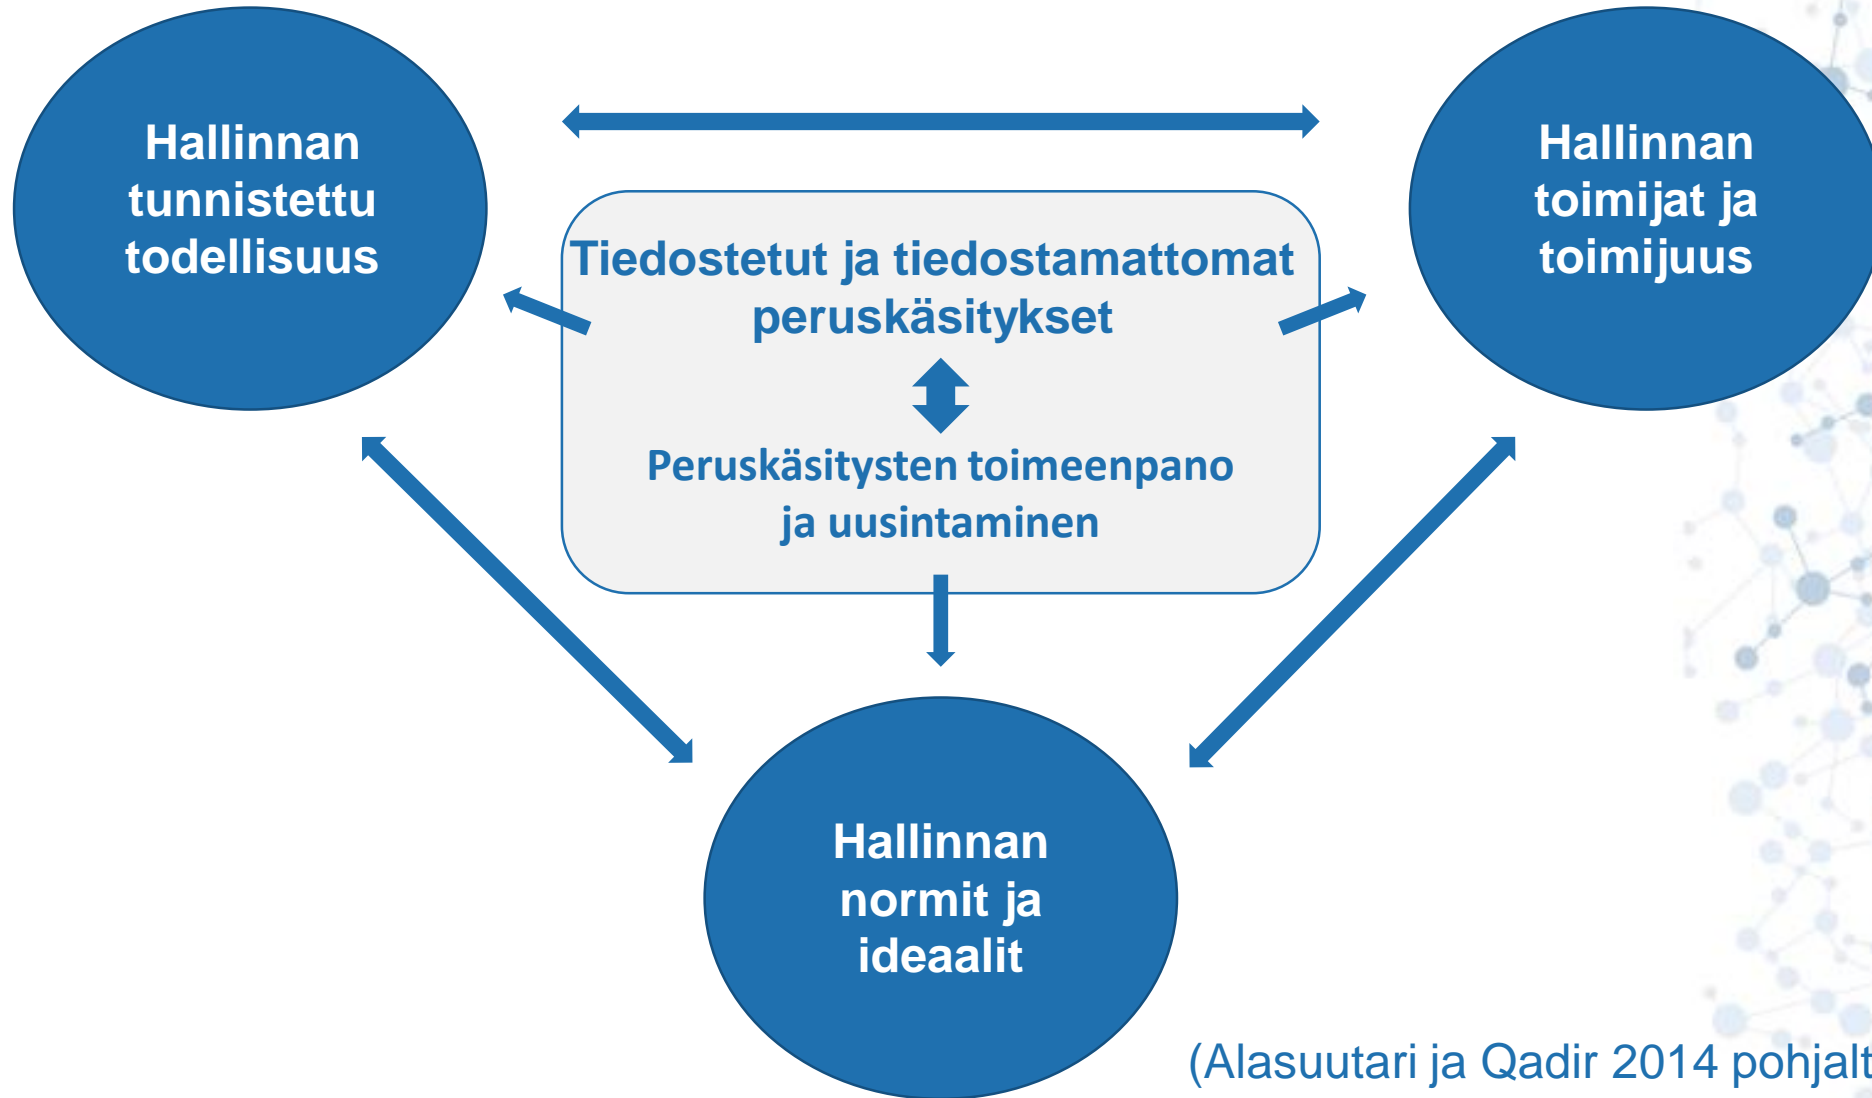 Hallinnan
tunnistettu
todellisuus
Hallinnan
toimijat ja
toimijuus
Tiedostetut ja tiedostamattomat
peruskäsitykset
Peruskäsitysten toimeenpano
ja uusintaminen
Hallinnan
normit ja
ideaalit
(Alasuutari ja Qadir 2014 pohjalt